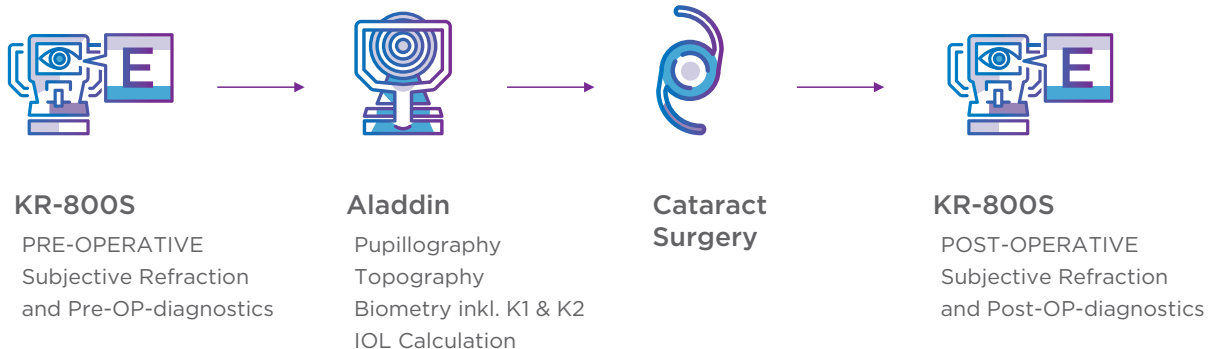 E
E
KR-800S
PRE-OPERATIVE
Subjective Refraction
and Pre-OP-diagnostics
Aladdin
Pupillography
Topography
Biometry inkl. K1 & K2
IOL Calculation
Cataract
Surgery
KR-800S
POST-OPERATIVE
Subjective Refraction
and Post-OP-diagnostics